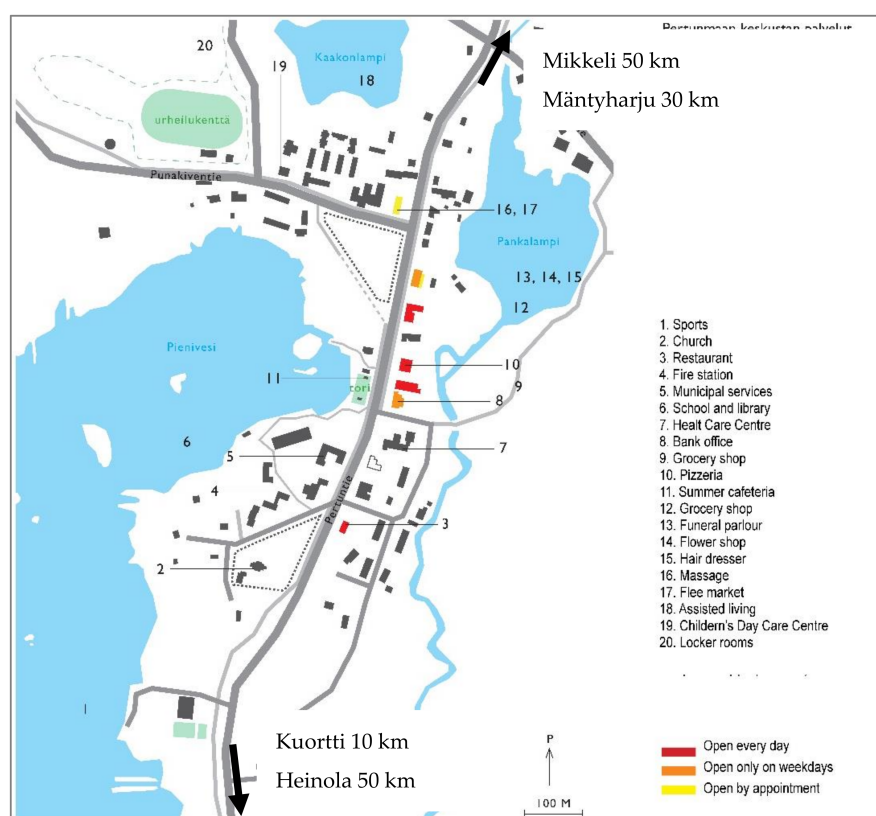 Pertunmaan keskustan palvelut
Mikkeli 50 km
Mäntyharju 30 km
20
19
Kaakonlampi
18
urheilukenttä
Punakiventie
16, 17
Pankalampi
13, 14, 15
12
Pienivesi
11
tori
10
9
8
7
6
5
4
Pertuntie
3
2
1
Kuortti 10 km
Heinola 50 km
1. Sports
2. Church
3. Restaurant
4. Fire station
5. Municipal services
6. School and library
7. Healt Care Centre
8. Bank office
9. Grocery shop
10. Pizzeria
11. Summer cafeteria
12. Grocery shop
13. Funeral parlour
14. Flower shop
15. Hair dresser
16. Massage
17. Flee market
18. Assisted living
19. Childern's Day Care Centre
20. Locker rooms
Open every day
Open only on weekdays
Open by appointment
P
100 M